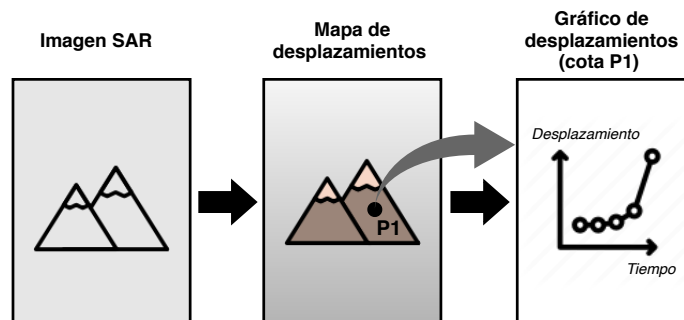 Imagen SAR
Mapa de
desplazamientos
Gráfico de
desplazamientos
(cota P1)
P1
Desplazamiento
Tiempo